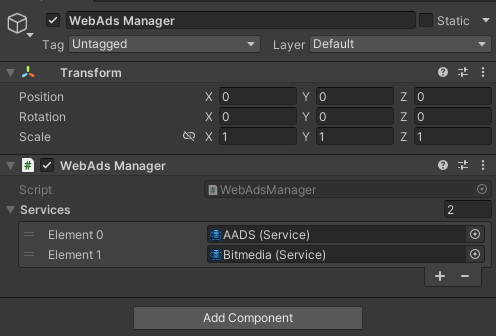 WebAds Manager Static
Tag Untagged Layer Default
Transform
Position X 0 Y 0 Z 0
Rotation X 0 Y 0 Z 0
Scale X 1 Y 1 Z 1
# WebAds Manager
Script # WebAdsManager
Services 2
Element 0 AADS (Service)
Element 1 Bitmedia (Service)
+ −
Add Component